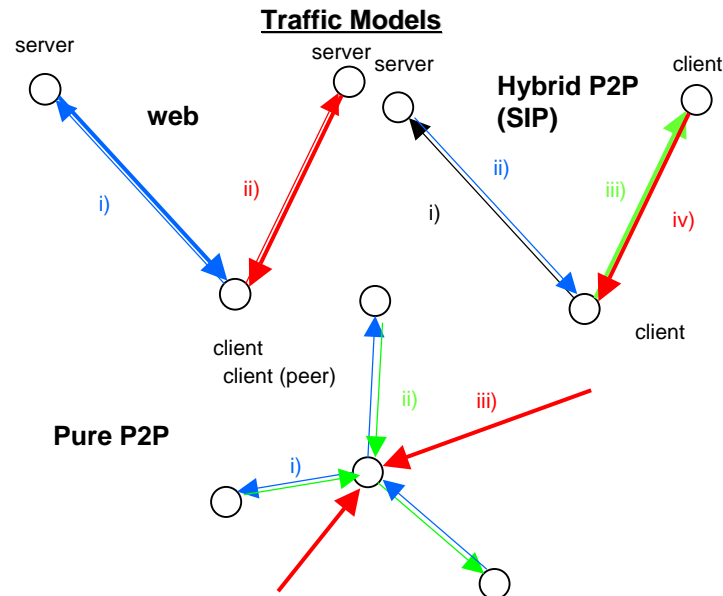 Traffic Models
server
server
server
client
web
Hybrid P2P
(SIP)
i)
ii)
i)
ii)
iii)
iv)
client
client
client (peer)
Pure P2P
i)
ii)
iii)